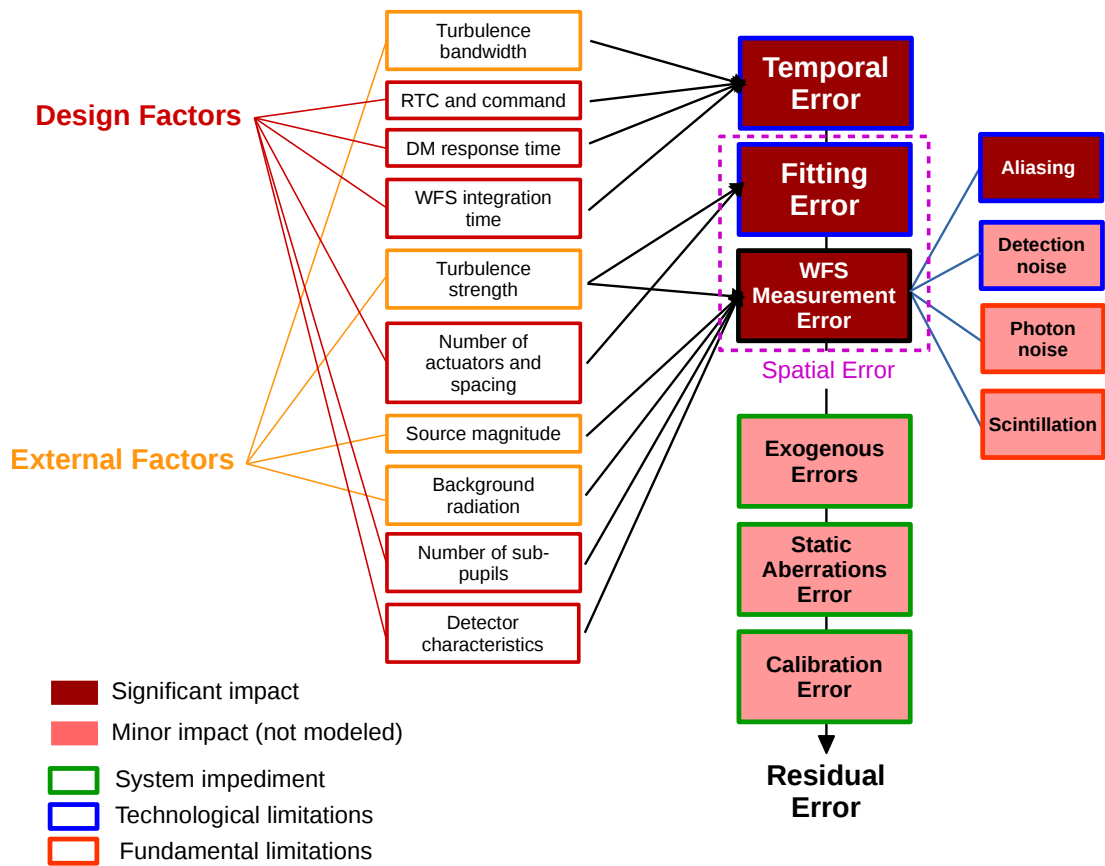 Design Factors
External Factors
Turbulence
bandwidth
RTC and command
DM response time
WFS integration
time
Turbulence
strength
Number of
actuators and
spacing
Source magnitude
Background
radiation
Number of sub-
pupils
Detector
characteristics
Temporal
Error
Fitting
Error
WFS
Measurement
Error
Spatial Error
Aliasing
Detection
noise
Photon
noise
Scintillation
Exogenous
Errors
Static
Aberrations
Error
Calibration
Error
Residual
Error
Significant impact
Minor impact (not modeled)
System impediment
Technological limitations
Fundamental limitations